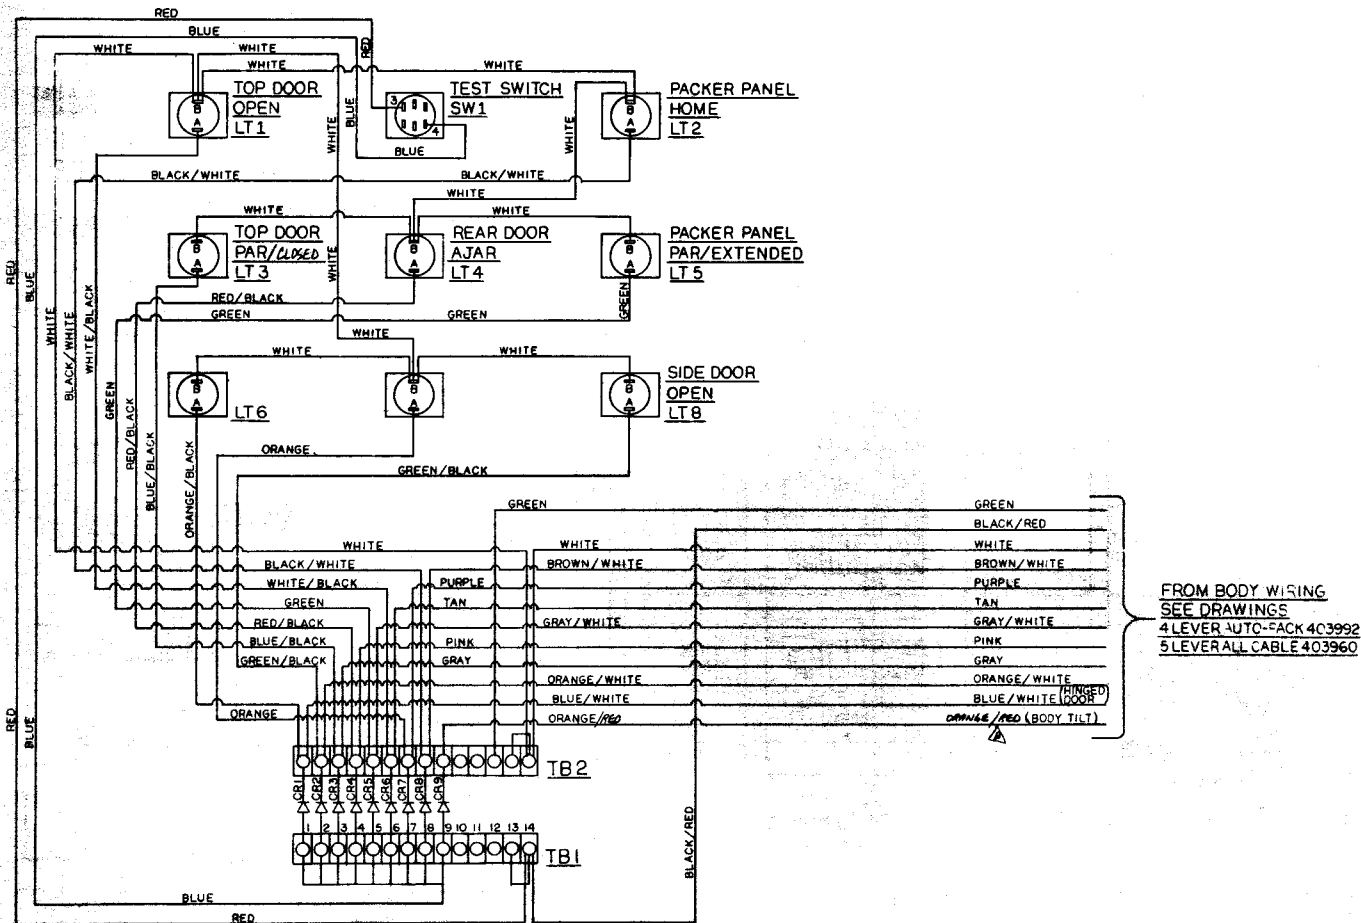 RED
BLUE
WHITE
WHITE
WHITE
WHITE
RED
TOP DOOR
OPEN
LT1
B
A
3
4
TEST SWITCH
SW1
BLUE
BLUE
WHITE
WHITE
B
A
PACKER PANEL
HOME
LT2
BLACK/WHITE
BLACK/WHITE
WHITE
WHITE
WHITE
B
A
TOP DOOR
PAR/CLOSED
LT3
WHITE
B
A
REAR DOOR
AJAR
LT4
B
A
PACKER PANEL
PAR/EXTENDED
LT5
RED
BLUE
RED/BLACK
GREEN
GREEN
GREEN
WHITE
BLACK/WHITE
WHITE/BLACK
WHITE
WHITE
WHITE
B
A
LT6
B
A
B
A
SIDE DOOR
OPEN
LT8
GREEN
RED/BLACK
BLUE/BLACK
ORANGE/BLACK
ORANGE
GREEN/BLACK
GREEN
GREEN
BLACK/RED
WHITE
WHITE
WHITE
BLACK/WHITE
BROWN/WHITE
BROWN/WHITE
WHITE/BLACK
PURPLE
PURPLE
GREEN
TAN
TAN
RED/BLACK
GRAY/WHITE
GRAY/WHITE
BLUE/BLACK
PINK
PINK
GREEN/BLACK
GRAY
GRAY
ORANGE/WHITE
ORANGE/WHITE
BLUE/WHITE
BLUE/WHITE (HINGED
DOOR)
ORANGE
ORANGE/RED
ORANGE/RED (BODY TILT)
B
FROM BODY WIRING
SEE DRAWINGS
4 LEVER AUTO-PACK 403992
5 LEVER ALL CABLE 403960
RED
BLUE
TB2
CR1
CR2
CR3
CR4
CR5
CR6
CR7
CR8
CR9
1 2 3 4 5 6 7 8 9 10 11 12 13 14
TB1
BLACK/RED
BLUE
RED